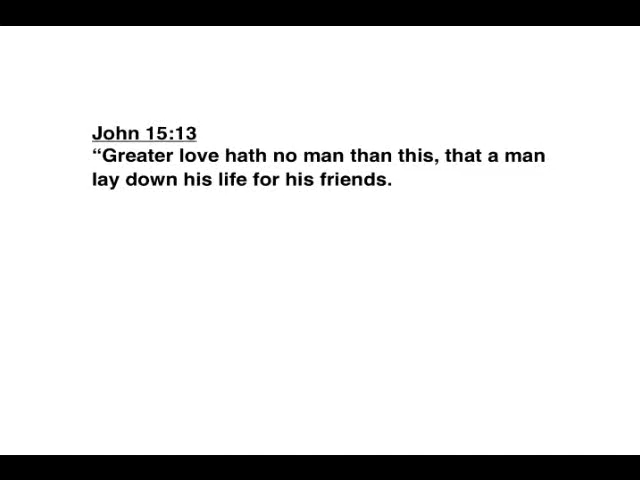 John 15:13
“Greater love hath no man than this, that a man
lay down his life for his friends.